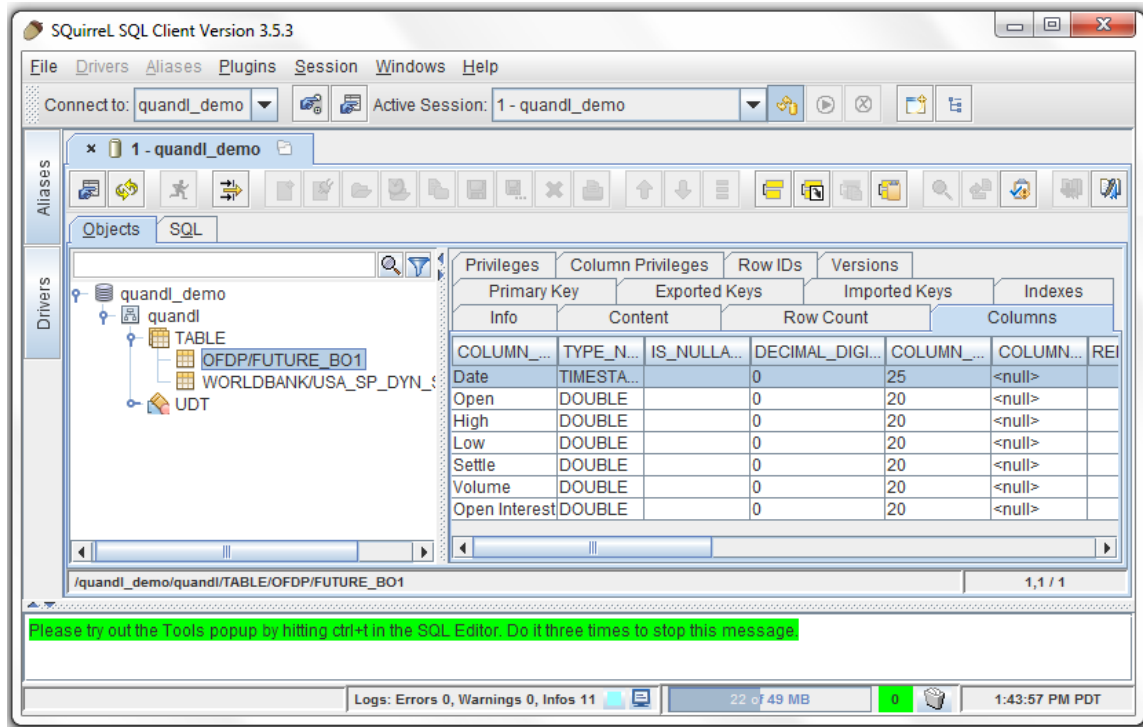 SQuirreL SQL Client Version 3.5.3
File Drivers Aliases Plugins Session Windows Help
Connect to: quandl_demo Active Session: 1 - quandl_demo
Aliases
Drivers
1 - quandl_demo
Objects SQL
quandl_demo
quandl
TABLE
OFDP/FUTURE_BO1
WORLDBANK/USA_SP_DYN_S
UDT
Privileges Column Privileges Row IDs Versions
Primary Key Exported Keys Imported Keys Indexes
Info Content Row Count Columns
COLUMN_... TYPE_N... IS_NULLA... DECIMAL_DIGI... COLUMN_... COLUMN... REI
Date TIMESTA... 0 25 <null>
Open DOUBLE 0 20 <null>
High DOUBLE 0 20 <null>
Low DOUBLE 0 20 <null>
Settle DOUBLE 0 20 <null>
Volume DOUBLE 0 20 <null>
Open Interest DOUBLE 0 20 <null>
/quandl_demo/quandl/TABLE/OFDP/FUTURE_BO1 1,1 / 1
Please try out the Tools popup by hitting ctrl+t in the SQL Editor. Do it three times to stop this message.
Logs: Errors 0, Warnings 0, Infos 11 22 of 49 MB 0 1:43:57 PM PDT